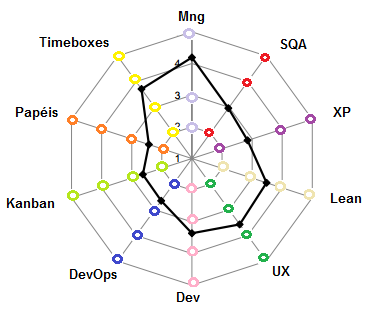 Mng
Timeboxes
SQA
4
Papéis
3
XP
2
1
Kanban
Lean
DevOps
UX
Dev